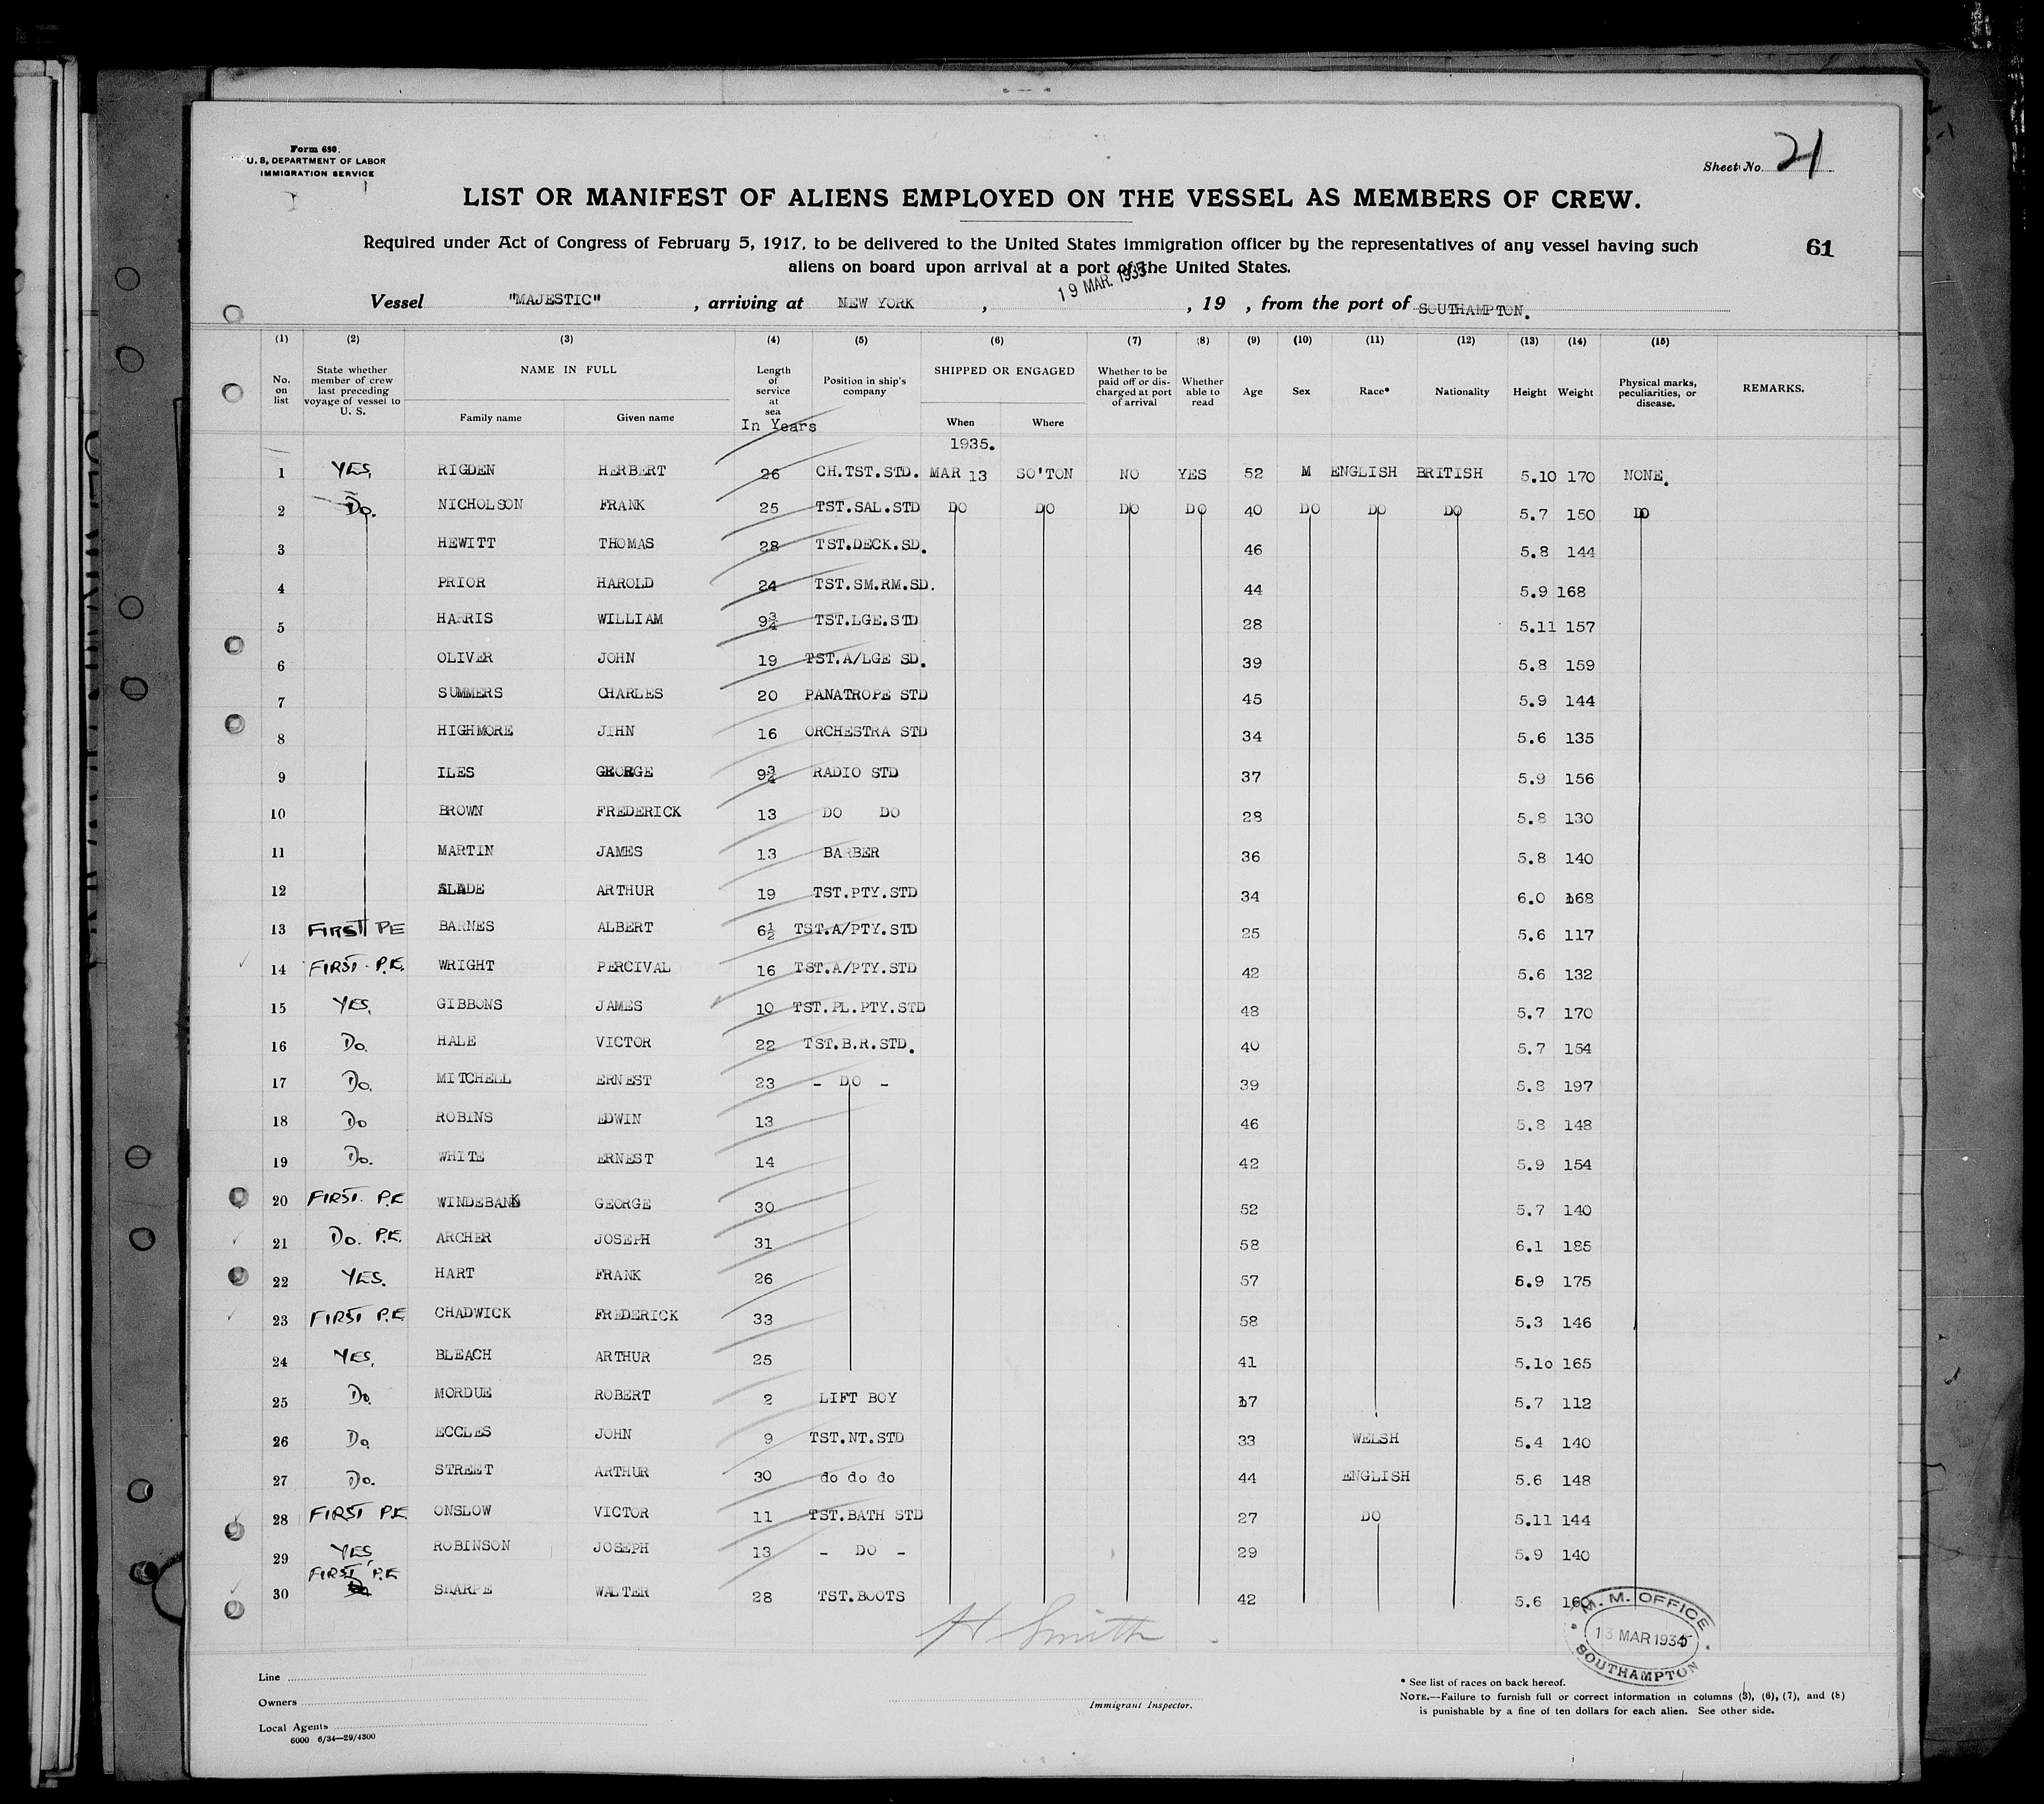 Form 680.
U. S. DEPARTMENT OF LABOR
IMMIGRATION SERVICE
Sheet No. 21
LIST OR MANIFEST OF ALIENS EMPLOYED ON THE VESSEL AS MEMBERS OF CREW.
Required under Act of Congress of February 5, 1917, to be delivered to the United States immigration officer by the representatives of any vessel having such
aliens on board upon arrival at a port of the United States.
61
19 MAR. 1935
Vessel "MAJESTIC" , arriving at NEW YORK , , 19 , from the port of SOUTHAMPTON.
(1) (2) (3) (4) (5) (6) (7) (8) (9) (10) (11) (12) (13) (14) (15)
No. on list State whether member of crew last preceding voyage of vessel to U. S. NAME IN FULL Family name Given name Length of service at sea In Years Position in ship's company SHIPPED OR ENGAGED When Where Whether to be paid off or discharged at port of arrival Whether able to read Age Sex Race* Nationality Height Weight Physical marks, peculiarities, or disease. REMARKS.
1935.
1 YES, RIGDEN HERBERT 26 CH.TST.STD. MAR 13 SO'TON NO YES 52 M ENGLISH BRITISH 5.10 170 NONE.
2 Do. NICHOLSON FRANK 25 TST.SAL.STD DO DO DO DO 40 DO DO DO 5.7 150 DO
3 HEWITT THOMAS 28 TST.DECK.SD. 46 5.8 144
4 PRIOR HAROLD 24 TST.SM.RM.SD. 44 5.9 168
5 HARRIS WILLIAM 9¾ TST.LGE.STD 28 5.11 157
6 OLIVER JOHN 19 TST.A/LGE SD. 39 5.8 159
7 SUMMERS CHARLES 20 PANATROPE STD 45 5.9 144
8 HIGHMORE JIHN 16 ORCHESTRA STD 34 5.6 135
9 ILES GEORGE 9¾ RADIO STD 37 5.9 156
10 BROWN FREDERICK 13 DO DO 28 5.8 130
11 MARTIN JAMES 13 BARBER 36 5.8 140
12 SLADE ARTHUR 19 TST.PTY.STD 34 6.0 168
13 FIRST PE BARNES ALBERT 6½ TST.A/PTY.STD 25 5.6 117
14 FIRST. P.E. WRIGHT PERCIVAL 16 TST.A/PTY.STD 42 5.6 132
15 YES, GIBBONS JAMES 10 TST.PL.PTY.STD 48 5.7 170
16 Do. HALE VICTOR 22 TST.B.R.STD. 40 5.7 154
17 Do. MITCHELL ERNEST 23 - DO - 39 5.8 197
18 Do ROBINS EDWIN 13 46 5.8 148
19 Do. WHITE ERNEST 14 42 5.9 154
20 FIRST. P.E WINDEBANK GEORGE 30 52 5.7 140
21 Do. P.E. ARCHER JOSEPH 31 58 6.1 185
22 YES. HART FRANK 26 57 5.9 175
23 FIRST P.E CHADWICK FREDERICK 33 58 5.3 146
24 YES, BLEACH ARTHUR 25 41 5.10 165
25 Do. MORDUE ROBERT 2 LIFT BOY 17 5.7 112
26 Do. ECCLES JOHN 9 TST.NT.STD 33 WELSH 5.4 140
27 Do. STREET ARTHUR 30 do do do 44 ENGLISH 5.6 148
28 FIRST P.E ONSLOW VICTOR 11 TST.BATH STD 27 DO 5.11 144
29 YES ROBINSON JOSEPH 13 - DO - 29 5.9 140
30 FIRST P.E SHARPE WALTER 28 TST.BOOTS 42 5.6 160
H Smith
M. M. OFFICE
13 MAR 1935
SOUTHAMPTON
Line
Owners
Local Agents
6000 6/34—29/4300
Immigrant Inspector.
* See list of races on back hereof.
NOTE.—Failure to furnish full or correct information in columns (3), (6), (7), and (8)
is punishable by a fine of ten dollars for each alien. See other side.